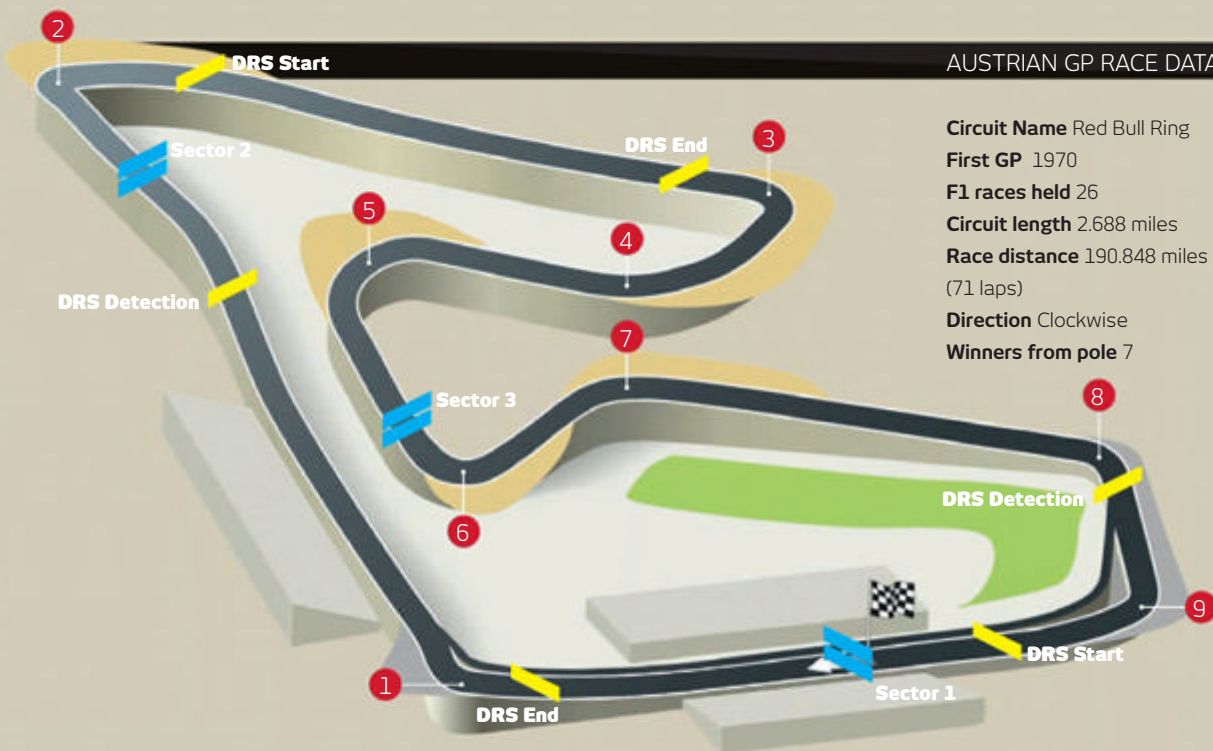 2
DRS Start
AUSTRIAN GP RACE DATA
Circuit Name Red Bull Ring
First GP 1970
F1 races held 26
Circuit length 2.688 miles
Race distance 190.848 miles
(71 laps)
Direction Clockwise
Winners from pole 7
DRS End
3
Sector 2
5
4
DRS Detection
7
Sector 3
8
DRS Detection
6
9
DRS Start
1
Sector 1
DRS End